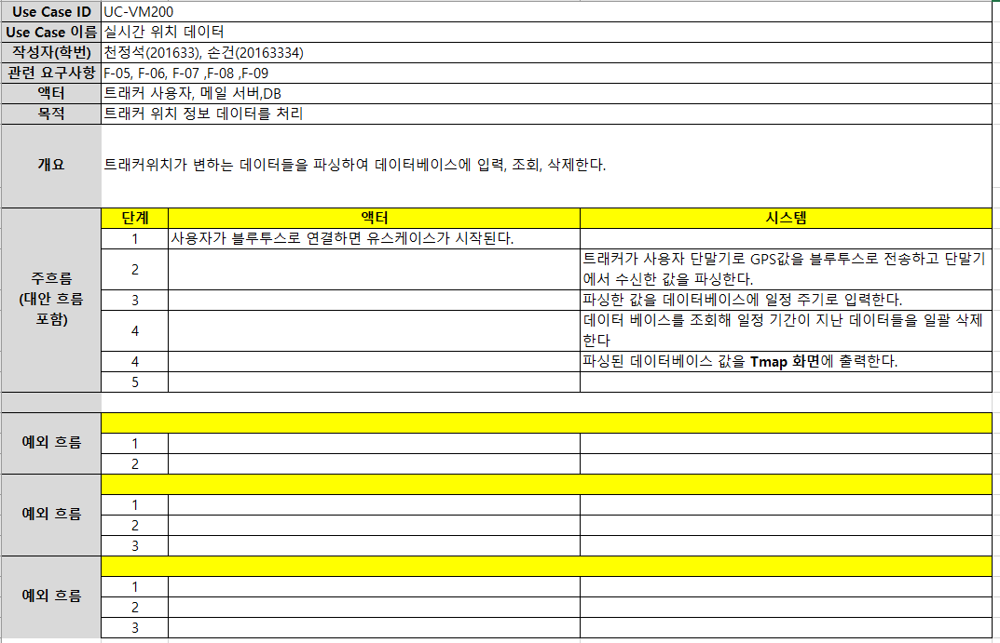 Use Case ID UC-VM200
Use Case 이름 실시간 위치 데이터
작성자(학번) 천정석(201633), 손건(20163334)
관련 요구사항 F-05, F-06, F-07 ,F-08 ,F-09
액터 트래커 사용자, 메일 서버,DB
목적 트래커 위치 정보 데이터를 처리
개요 트래커위치가 변하는 데이터들을 파싱하여 데이터베이스에 입력, 조회, 삭제한다.
주흐름
(대안 흐름
포함)
단계 액터 시스템
1 사용자가 블루투스로 연결하면 유스케이스가 시작된다.
2 트래커가 사용자 단말기로 GPS값을 블루투스로 전송하고 단말기
에서 수신한 값을 파싱한다.
3 파싱한 값을 데이터베이스에 일정 주기로 입력한다.
4 데이터 베이스를 조회해 일정 기간이 지난 데이터들을 일괄 삭제
한다
4 파싱된 데이터베이스 값을 Tmap 화면에 출력한다.
5
예외 흐름
1
2
예외 흐름
1
2
3
예외 흐름
1
2
3